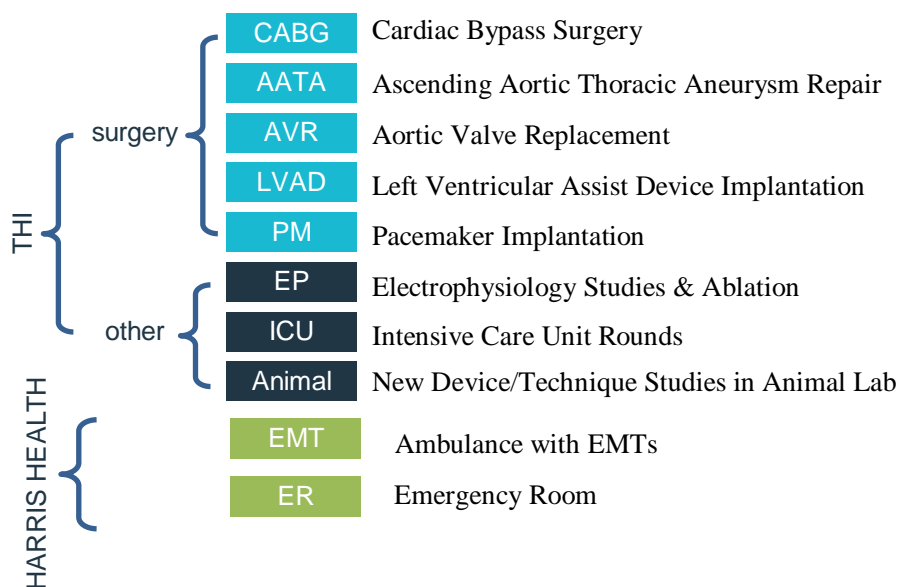 CABG Cardiac Bypass Surgery
AATA Ascending Aortic Thoracic Aneurysm Repair
surgery
AVR Aortic Valve Replacement
LVAD Left Ventricular Assist Device Implantation
THI
PM Pacemaker Implantation
EP Electrophysiology Studies & Ablation
other
ICU Intensive Care Unit Rounds
Animal New Device/Technique Studies in Animal Lab
HARRIS HEALTH
EMT Ambulance with EMTs
ER Emergency Room